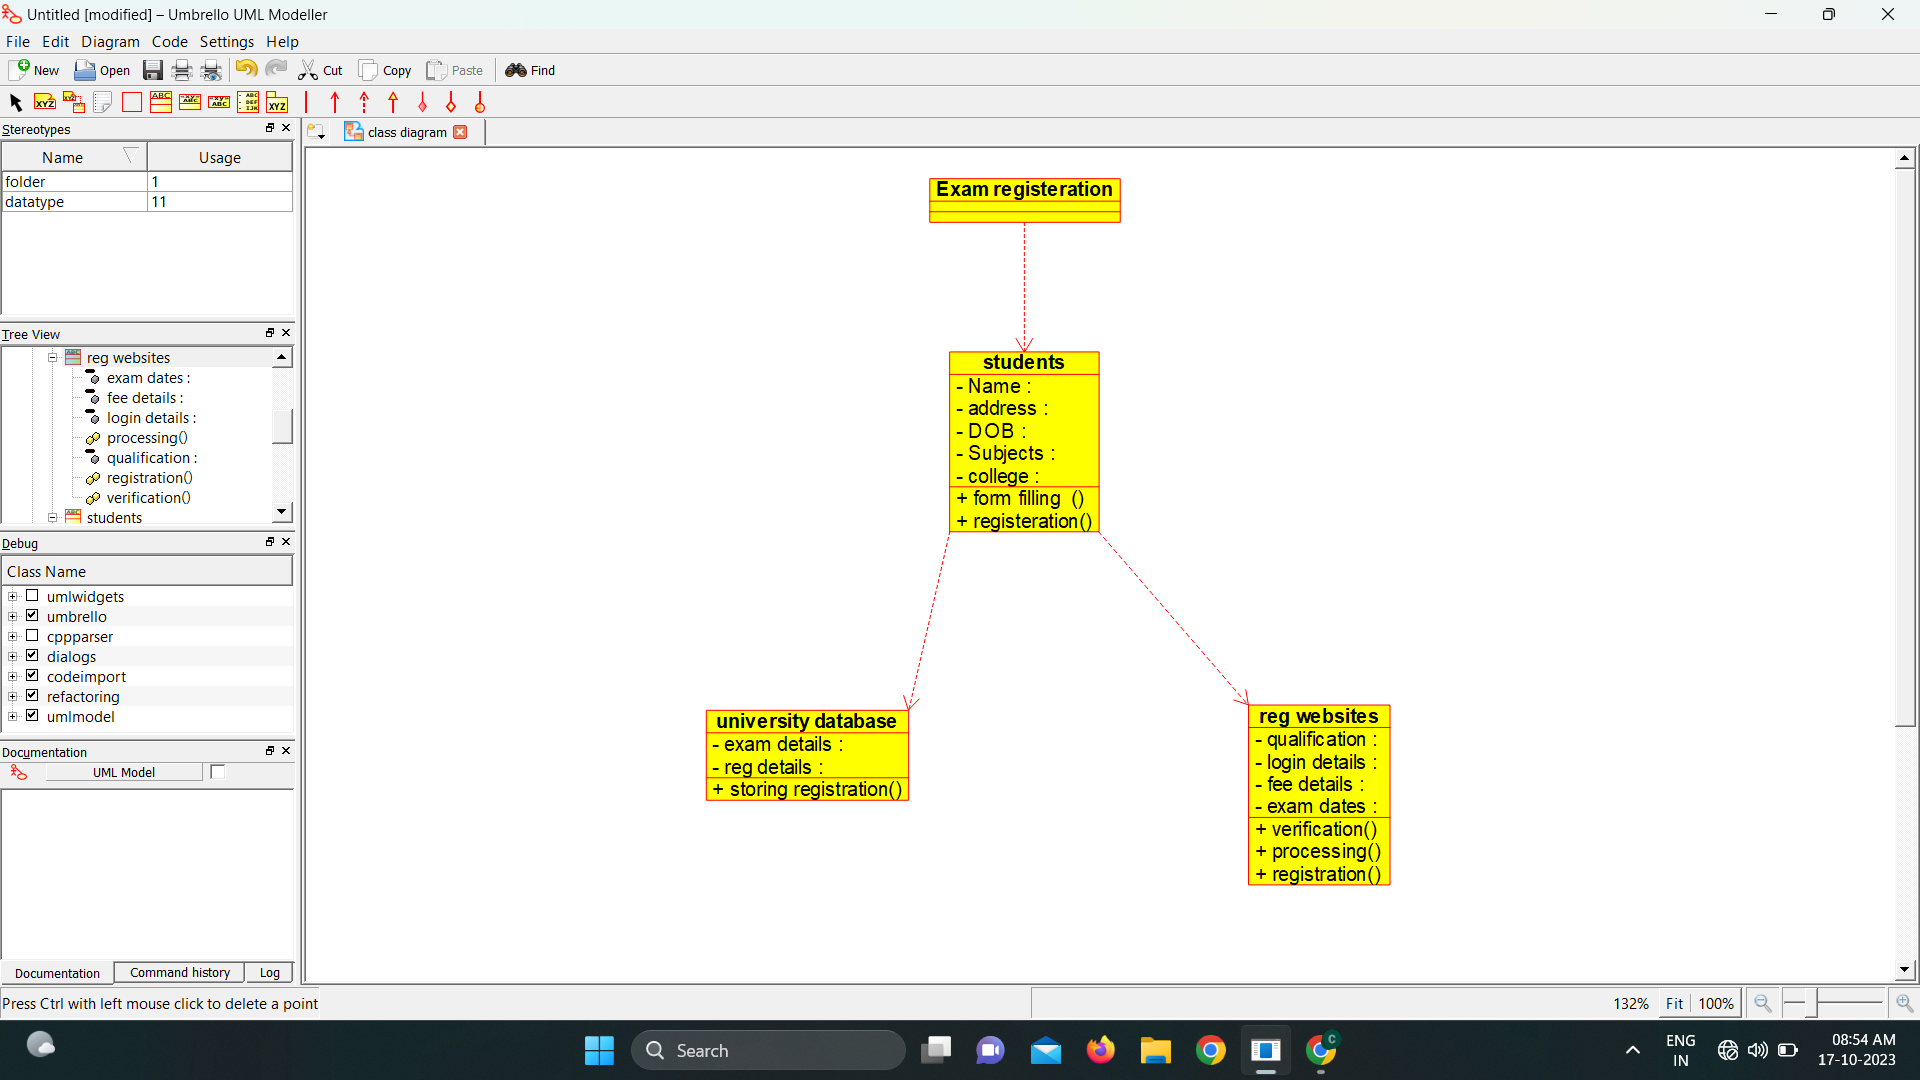 Untitled [modified] – Umbrello UML Modeller
File Edit Diagram Code Settings Help
New Open Cut Copy Paste Find
Stereotypes
Name Usage
folder 1
datatype 11
Tree View
reg websites
exam dates :
fee details :
login details :
processing()
qualification :
registration()
verification()
students
Debug
Class Name
umlwidgets
umbrello
cppparser
dialogs
codeimport
refactoring
umlmodel
Documentation
UML Model
Documentation Command history Log
class diagram
Exam registeration
students
- Name :
- address :
- DOB :
- Subjects :
- college :
+ form filling ()
+ registeration()
university database
- exam details :
- reg details :
+ storing registration()
reg websites
- qualification :
- login details :
- fee details :
- exam dates :
+ verification()
+ processing()
+ registration()
Press Ctrl with left mouse click to delete a point
132% Fit 100%
Search
ENG
IN
08:54 AM
17-10-2023